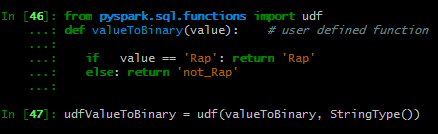 In [46]: from pyspark.sql.functions import udf
    ...: def valueToBinary(value):    # user defined function
    ...:
    ...:     if   value == 'Rap': return 'Rap'
    ...:     else: return 'not_Rap'
    ...:
In [47]: udfValueToBinary = udf(valueToBinary, StringType())